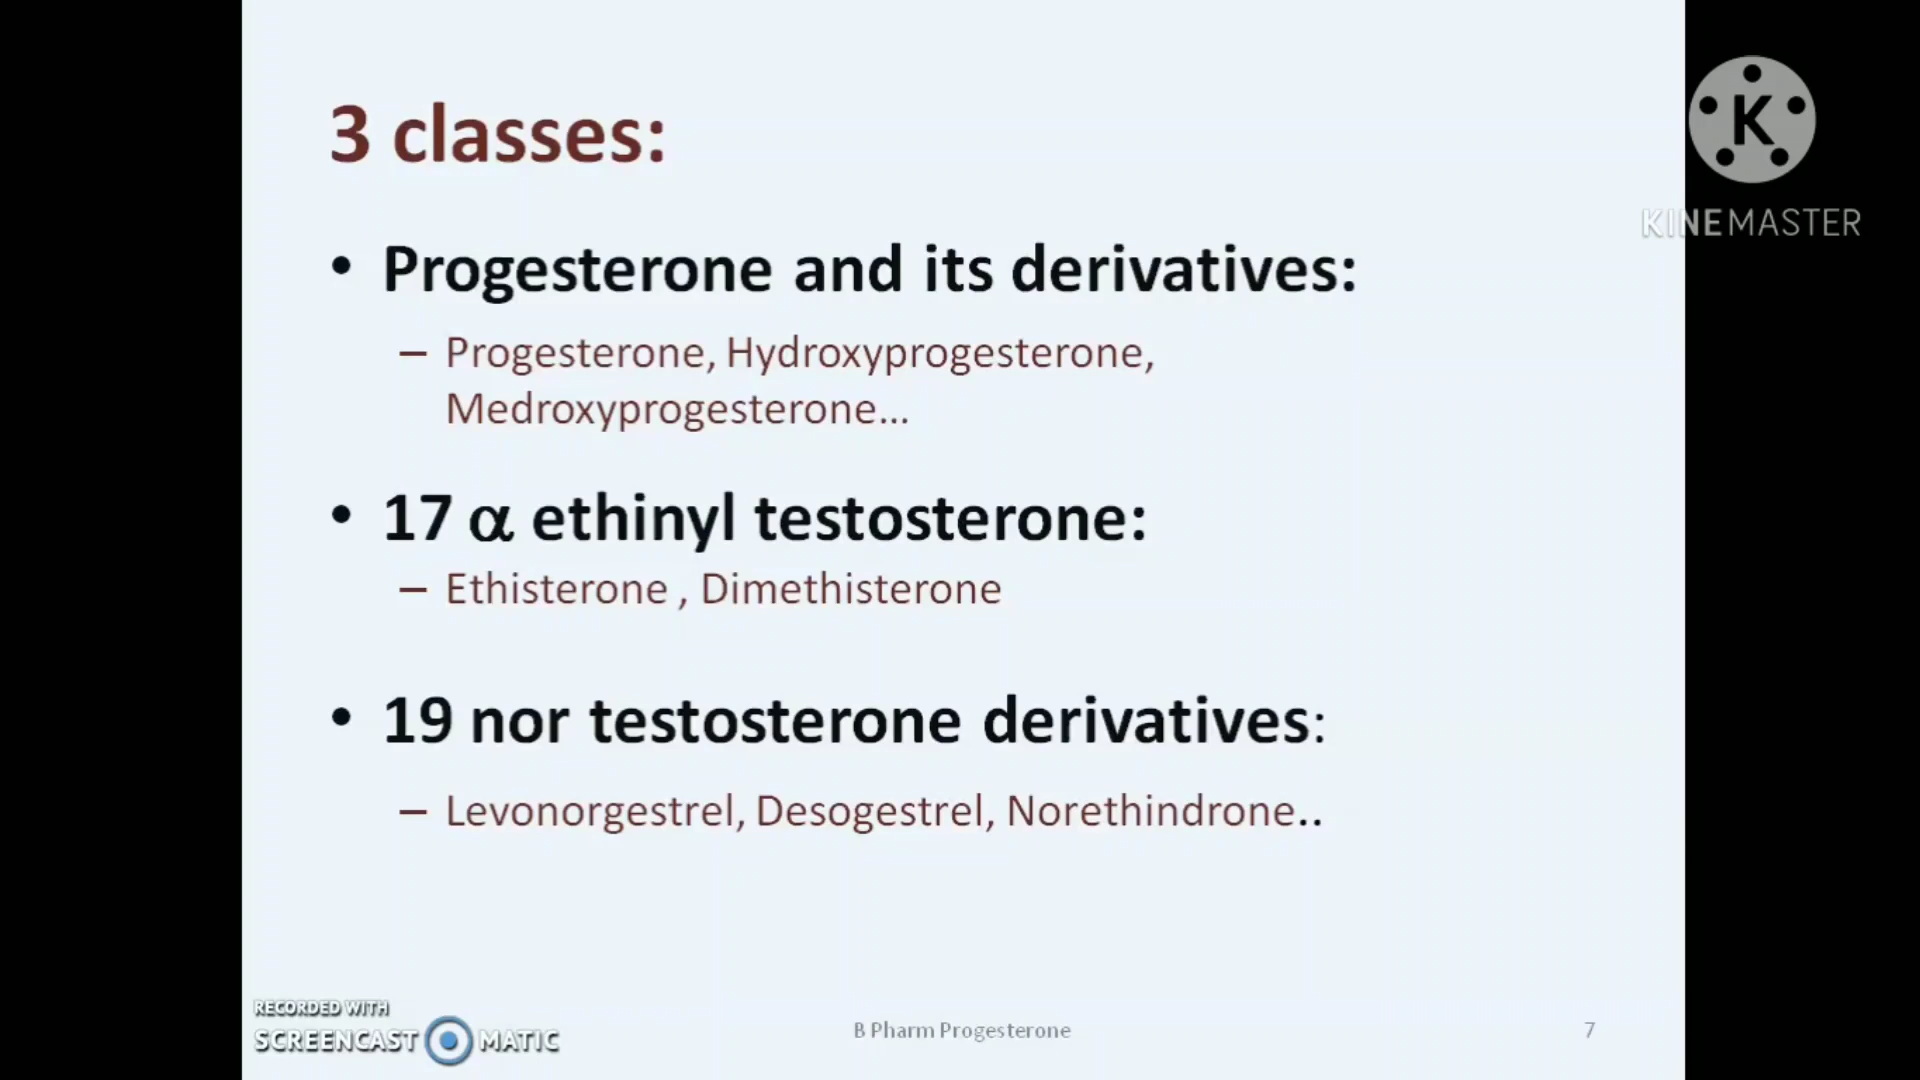 3 classes:
• Progesterone and its derivatives:
– Progesterone, Hydroxyprogesterone,
Medroxyprogesterone...
• 17 α ethinyl testosterone:
– Ethisterone , Dimethisterone
• 19 nor testosterone derivatives:
– Levonorgestrel, Desogestrel, Norethindrone..
B Pharm Progesterone
7
K
KINEMASTER
RECORDED WITH
SCREENCAST MATIC